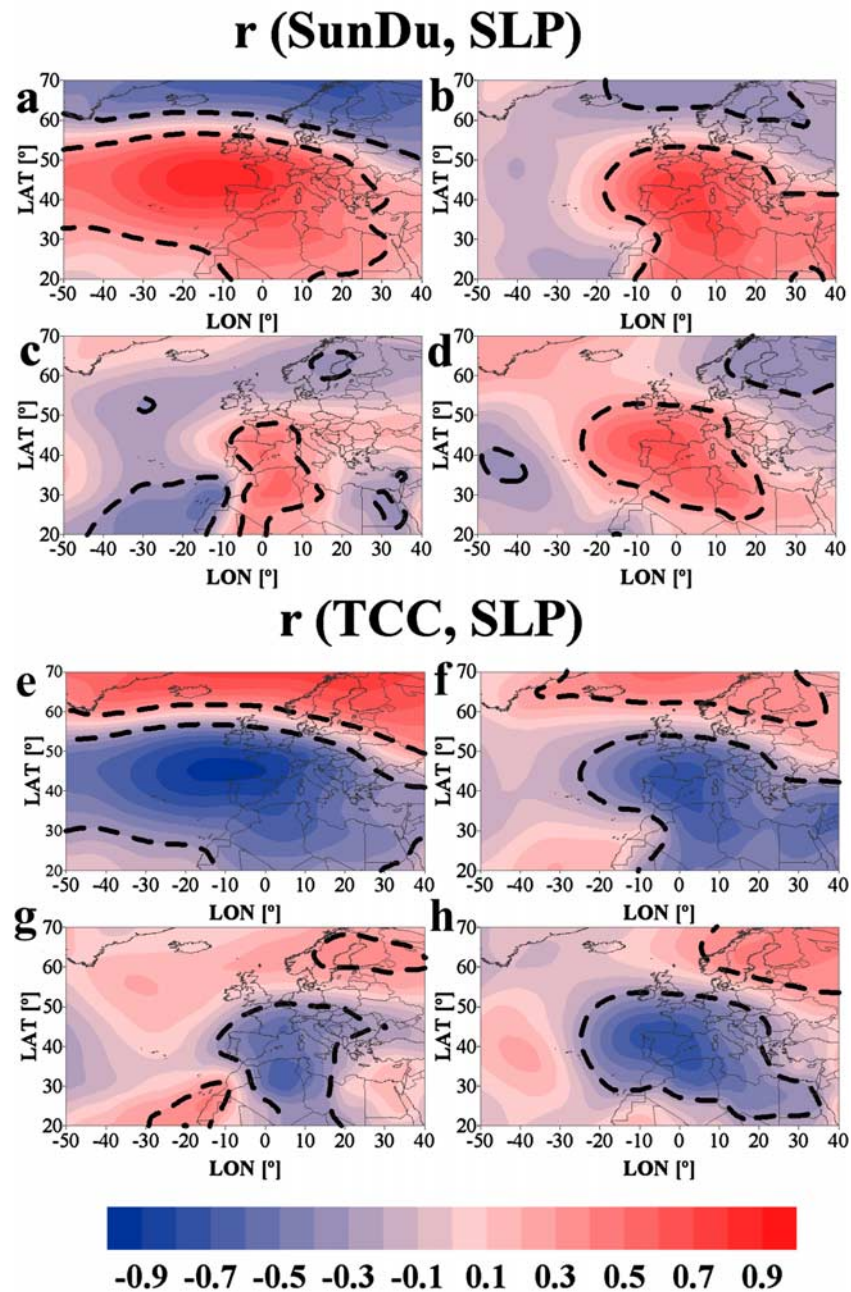 r (SunDu, SLP)
a b
70 70
60 60
50 50
LAT [º] LAT [º]
40 40
30 30
20 20
-50 -40 -30 -20 -10 0 10 20 30 40 -50 -40 -30 -20 -10 0 10 20 30 40
LON [º] LON [º]
c d
70 70
60 60
50 50
LAT [º] LAT [º]
40 40
30 30
20 20
-50 -40 -30 -20 -10 0 10 20 30 40 -50 -40 -30 -20 -10 0 10 20 30 40
LON [º] LON [º]
r (TCC, SLP)
e f
70 70
60 60
50 50
LAT [º] LAT [º]
40 40
30 30
20 20
-50 -40 -30 -20 -10 0 10 20 30 40 -50 -40 -30 -20 -10 0 10 20 30 40
LON [º] LON [º]
g h
70 70
60 60
50 50
LAT [º] LAT [º]
40 40
30 30
20 20
-50 -40 -30 -20 -10 0 10 20 30 40 -50 -40 -30 -20 -10 0 10 20 30 40
LON [º] LON [º]
-0.9 -0.7 -0.5 -0.3 -0.1 0.1 0.3 0.5 0.7 0.9